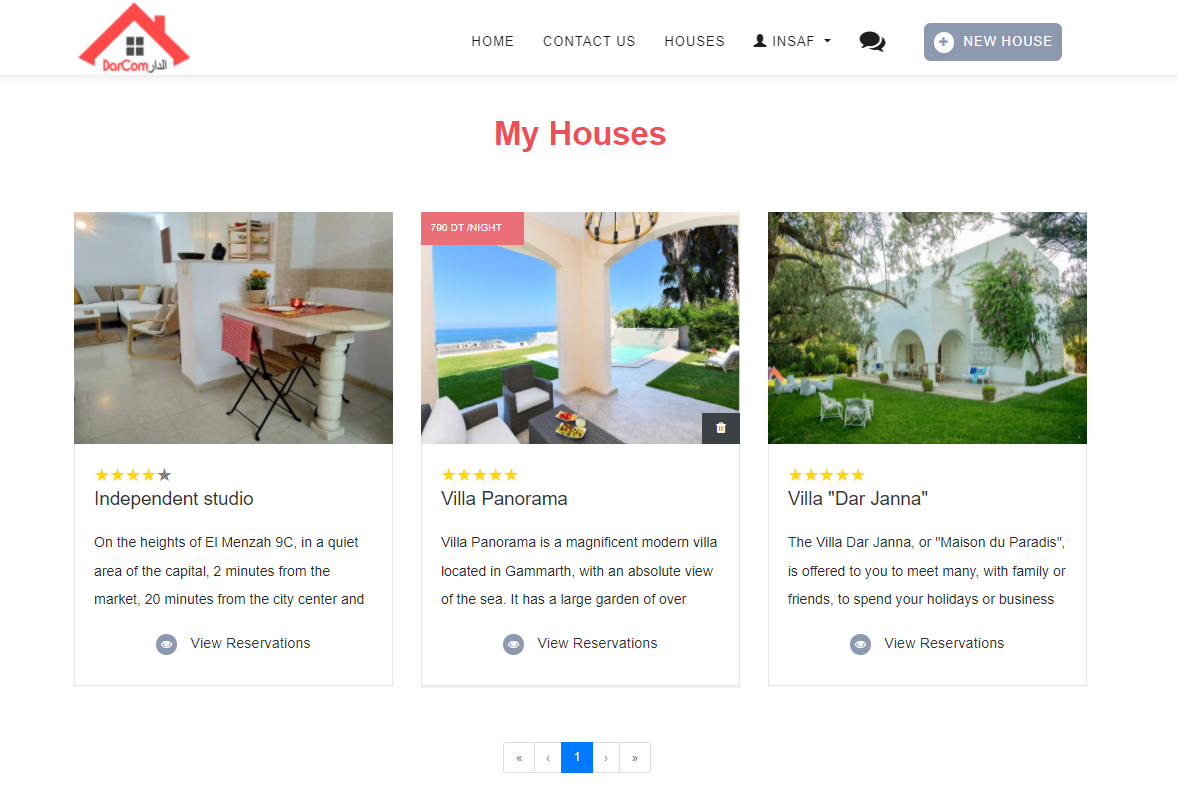 DarCom الدار
HOME CONTACT US HOUSES INSAF NEW HOUSE
My Houses
790 DT /NIGHT
Independent studio
On the heights of El Menzah 9C, in a quiet
area of the capital, 2 minutes from the
market, 20 minutes from the city center and
View Reservations
Villa Panorama
Villa Panorama is a magnificent modern villa
located in Gammarth, with an absolute view
of the sea. It has a large garden of over
View Reservations
Villa "Dar Janna"
The Villa Dar Janna, or "Maison du Paradis",
is offered to you to meet many, with family or
friends, to spend your holidays or business
View Reservations
« ‹ 1 › »